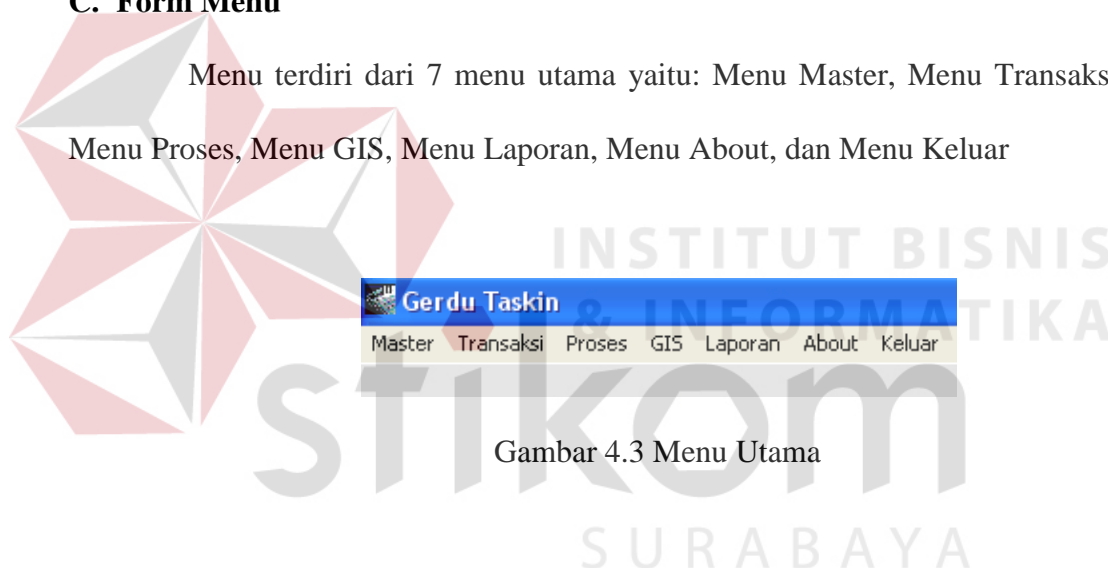 C. Form Menu
Menu terdiri dari 7 menu utama yaitu: Menu Master, Menu Transaks
Menu Proses, Menu GIS, Menu Laporan, Menu About, dan Menu Keluar
INSTITUT BISNIS
Gerdu Taskin
& INFORMATIKA
Master Transaksi Proses GIS Laporan About Keluar
stikom
Gambar 4.3 Menu Utama
SURABAYA